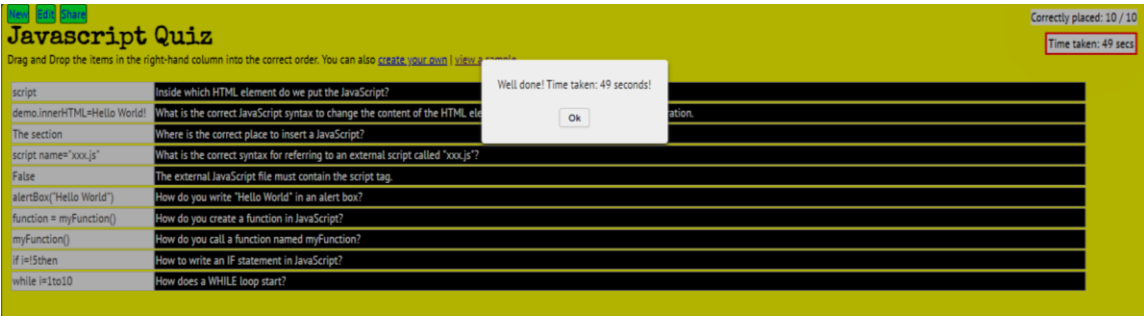 New Edit Share
Correctly placed: 10 / 10
Javascript Quiz
Time taken: 49 secs
Drag and Drop the items in the right-hand column into the correct order. You can also create your own | view a sample
Well done! Time taken: 49 seconds!
Ok
script Inside which HTML element do we put the JavaScript?
demo.innerHTML=Hello World! What is the correct JavaScript syntax to change the content of the HTML ele ation.
The section Where is the correct place to insert a JavaScript?
script name="xxx.js" What is the correct syntax for referring to an external script called "xxx.js"?
False The external JavaScript file must contain the script tag.
alertBox("Hello World") How do you write "Hello World" in an alert box?
function = myFunction() How do you create a function in JavaScript?
myFunction() How do you call a function named myFunction?
if i=!5then How to write an IF statement in JavaScript?
while i=1to10 How does a WHILE loop start?